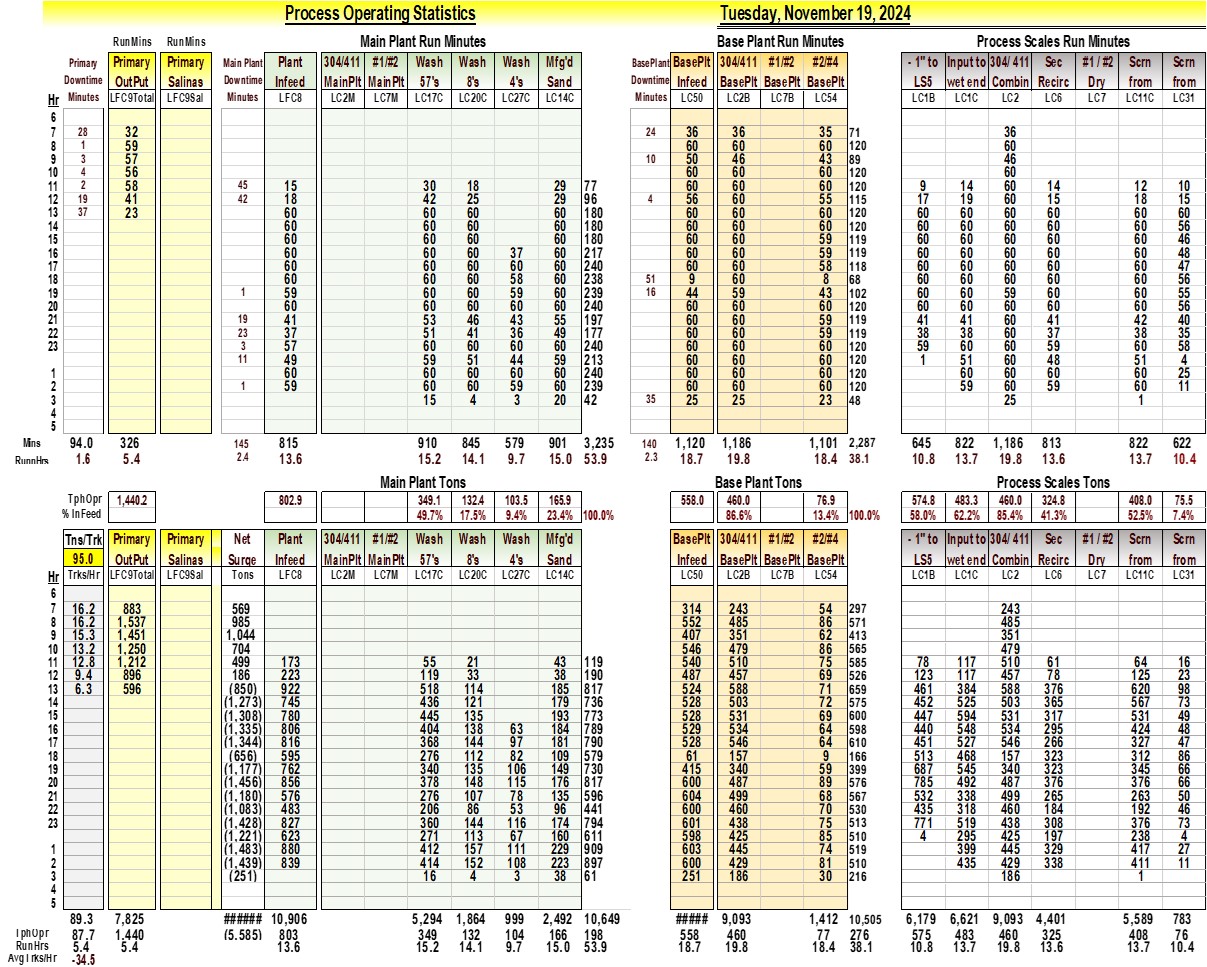 Process Operating Statistics Tuesday, November 19, 2024
RunMins RunMins Main Plant Run Minutes Base Plant Run Minutes Process Scales Run Minutes
Primary Primary Primary Main Plant Plant 304/411 #1/#2 Wash Wash Wash Mfg'd BasePlant BasePlt 304/411 #1/#2 #2/#4 - 1" to Input to 304/ 411 Sec #1 / #2 Scrn Scrn
Downtime OutPut Salinas Downtime Infeed MainPlt MainPlt 57's 8's 4's Sand Downtime Infeed BasePlt BasePlt BasePlt LS5 wet end Combin Recirc Dry from from
Hr Minutes LFC9Total LFC9Sal Minutes LFC8 LC2M LC7M LC17C LC20C LC27C LC14C Minutes LC50 LC2B LC7B LC54 LC1B LC1C LC2 LC6 LC7 LC11C LC31
6
7 28 32 24 36 36 35 71 36
8 1 59 60 60 60 120 60
9 3 57 10 50 46 43 89 46
10 4 56 60 60 60 120 60
11 2 58 45 15 30 18 29 77 60 60 60 120 9 14 60 14 12 10
12 19 41 42 18 42 25 29 96 4 56 60 55 115 17 19 60 15 18 15
13 37 23 60 60 60 60 180 60 60 60 120 60 60 60 60 60 60
14 60 60 60 60 180 60 60 60 120 60 60 60 60 60 56
15 60 60 60 60 180 60 60 59 119 60 60 60 60 60 46
16 60 60 60 37 60 217 60 60 59 119 60 60 60 60 60 48
17 60 60 60 60 60 240 60 60 58 118 60 60 60 60 60 47
18 60 60 60 58 60 238 51 9 60 8 68 60 60 60 60 60 56
19 1 59 60 60 59 60 239 16 44 59 43 102 60 60 59 60 60 55
20 60 60 60 60 60 240 60 60 60 120 60 60 60 60 60 56
21 19 41 53 46 43 55 197 60 60 59 119 41 41 60 41 42 40
22 23 37 51 41 36 49 177 60 60 59 119 38 38 60 37 38 35
23 3 57 60 60 60 60 240 60 60 60 120 59 60 60 60 60 58
11 49 59 51 44 59 213 60 60 60 120 1 51 60 48 51 4
1 60 60 60 60 60 240 60 60 60 120 60 60 60 60 25
2 1 59 60 60 59 60 239 60 60 60 120 59 60 59 60 11
3 15 4 3 20 42 35 25 25 23 48 25 1
4
5
Mins 94.0 326 145 815 910 845 579 901 3,235 140 1,120 1,186 1,101 2,287 645 822 1,186 813 822 622
RunnHrs 1.6 5.4 2.4 13.6 15.2 14.1 9.7 15.0 53.9 2.3 18.7 19.8 18.4 38.1 10.8 13.7 19.8 13.6 13.7 10.4
Main Plant Tons Base Plant Tons Process Scales Tons
TphOpr 1,440.2 802.9 349.1 132.4 103.5 165.9 558.0 460.0 76.9 574.8 483.3 460.0 324.8 408.0 75.5
% InFeed 49.7% 17.5% 9.4% 23.4% 100.0% 86.6% 13.4% 100.0% 58.0% 62.2% 85.4% 41.3% 52.5% 7.4%
Tns/Trk Primary Primary Net Plant 304/411 #1/#2 Wash Wash Wash Mfg'd BasePlt 304/411 #1/#2 #2/#4 - 1" to Input to 304/ 411 Sec #1 / #2 Scrn Scrn
95.0 OutPut Salinas Surge Infeed MainPlt MainPlt 57's 8's 4's Sand Infeed BasePlt BasePlt BasePlt LS5 wet end Combin Recirc Dry from from
Hr Trks/Hr LFC9Total LFC9Sal Tons LFC8 LC2M LC7M LC17C LC20C LC27C LC14C LC50 LC2B LC7B LC54 LC1B LC1C LC2 LC6 LC7 LC11C LC31
6
7 16.2 883 569 314 243 54 297 243
8 16.2 1,537 985 552 485 86 571 485
9 15.3 1,451 1,044 407 351 62 413 351
10 13.2 1,250 704 546 479 86 565 479
11 12.8 1,212 499 173 55 21 43 119 540 510 75 585 78 117 510 61 64 16
12 9.4 896 186 223 119 33 38 190 487 457 69 526 123 117 457 78 125 23
13 6.3 596 (850) 922 518 114 185 817 524 588 71 659 461 384 588 376 620 98
14 (1,273) 745 436 121 179 736 528 503 72 575 452 525 503 365 567 73
15 (1,308) 780 445 135 193 773 528 531 69 600 447 594 531 317 531 49
16 (1,335) 806 404 138 63 184 789 529 534 64 598 440 548 534 295 424 48
17 (1,344) 816 368 144 97 181 790 528 546 64 610 451 527 546 266 327 47
18 (656) 595 276 112 82 109 579 61 157 9 166 513 468 157 323 312 86
19 (1,177) 762 340 135 106 149 730 415 340 59 399 687 545 340 323 345 66
20 (1,456) 856 378 148 115 176 817 600 487 89 576 785 492 487 376 376 66
21 (1,180) 576 276 107 78 135 596 604 499 68 567 532 338 499 265 263 50
22 (1,083) 483 206 86 53 96 441 600 460 70 530 435 318 460 184 192 46
23 (1,428) 827 360 144 116 174 794 601 438 75 513 771 519 438 308 376 73
(1,221) 623 271 113 67 160 611 598 425 85 510 4 295 425 197 238 4
1 (1,483) 880 412 157 111 229 909 603 445 74 519 399 445 329 417 27
2 (1,439) 839 414 152 108 223 897 600 429 81 510 435 429 338 411 11
3 (251) 16 4 3 38 61 251 186 30 216 186 1
4
5
89.3 7,825 ###### 10,906 5,294 1,864 999 2,492 10,649 ##### 9,093 1,412 10,505 6,179 6,621 9,093 4,401 5,589 783
TphOpr 87.7 1,440 (5,585) 803 349 132 104 166 198 558 460 77 276 575 483 460 325 408 76
RunHrs 5.4 5.4 13.6 15.2 14.1 9.7 15.0 53.9 18.7 19.8 18.4 38.1 10.8 13.7 19.8 13.6 13.7 10.4
AvgTrks/Hr -34.5